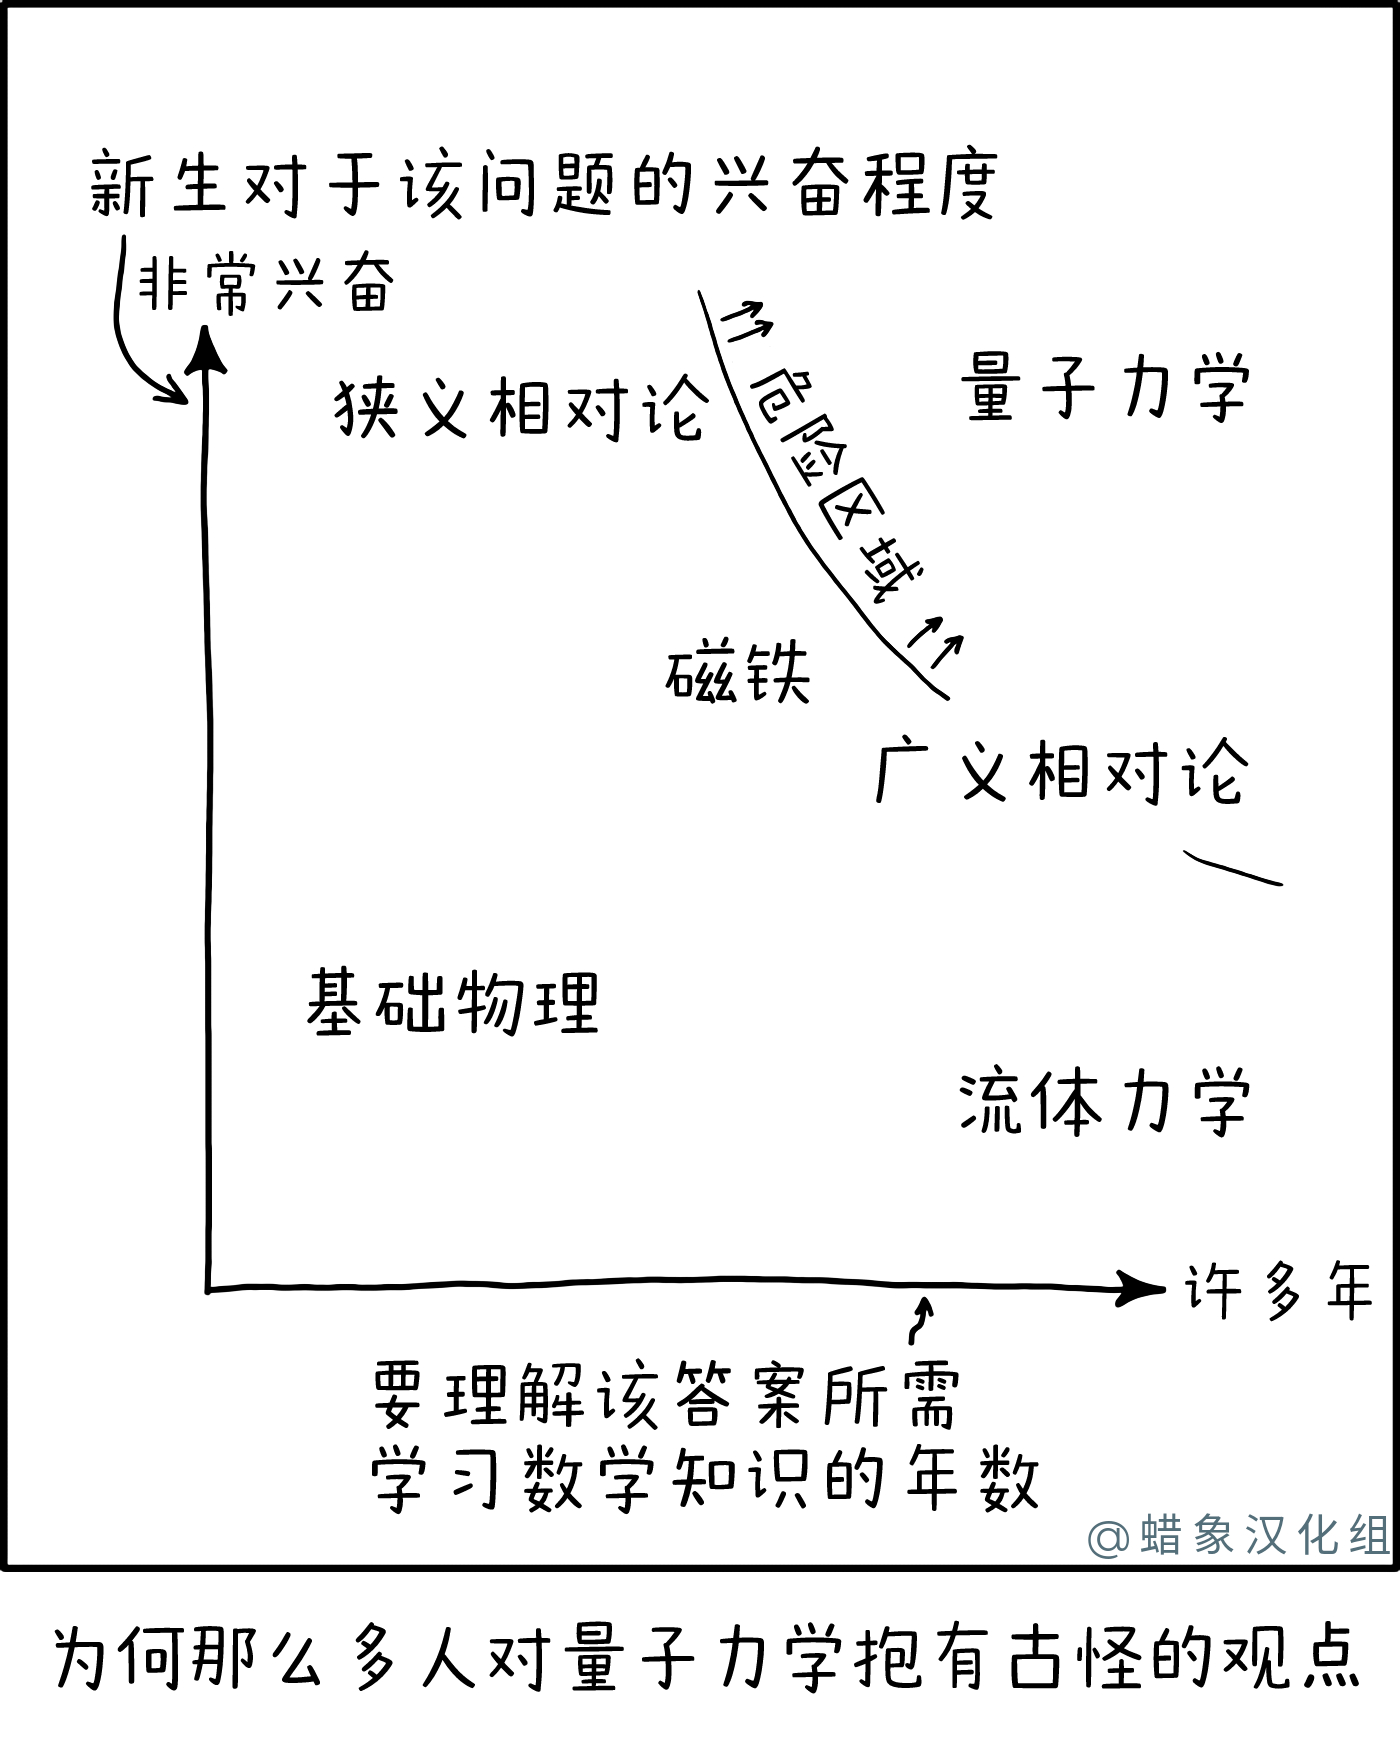 新生对于该问题的兴奋程度
非常兴奋
狭义相对论
危险区域
量子力学
磁铁
广义相对论
基础物理
流体力学
许多年
要理解该答案所需
学习数学知识的年数
@蜡象汉化组
为何那么多人对量子力学抱有古怪的观点